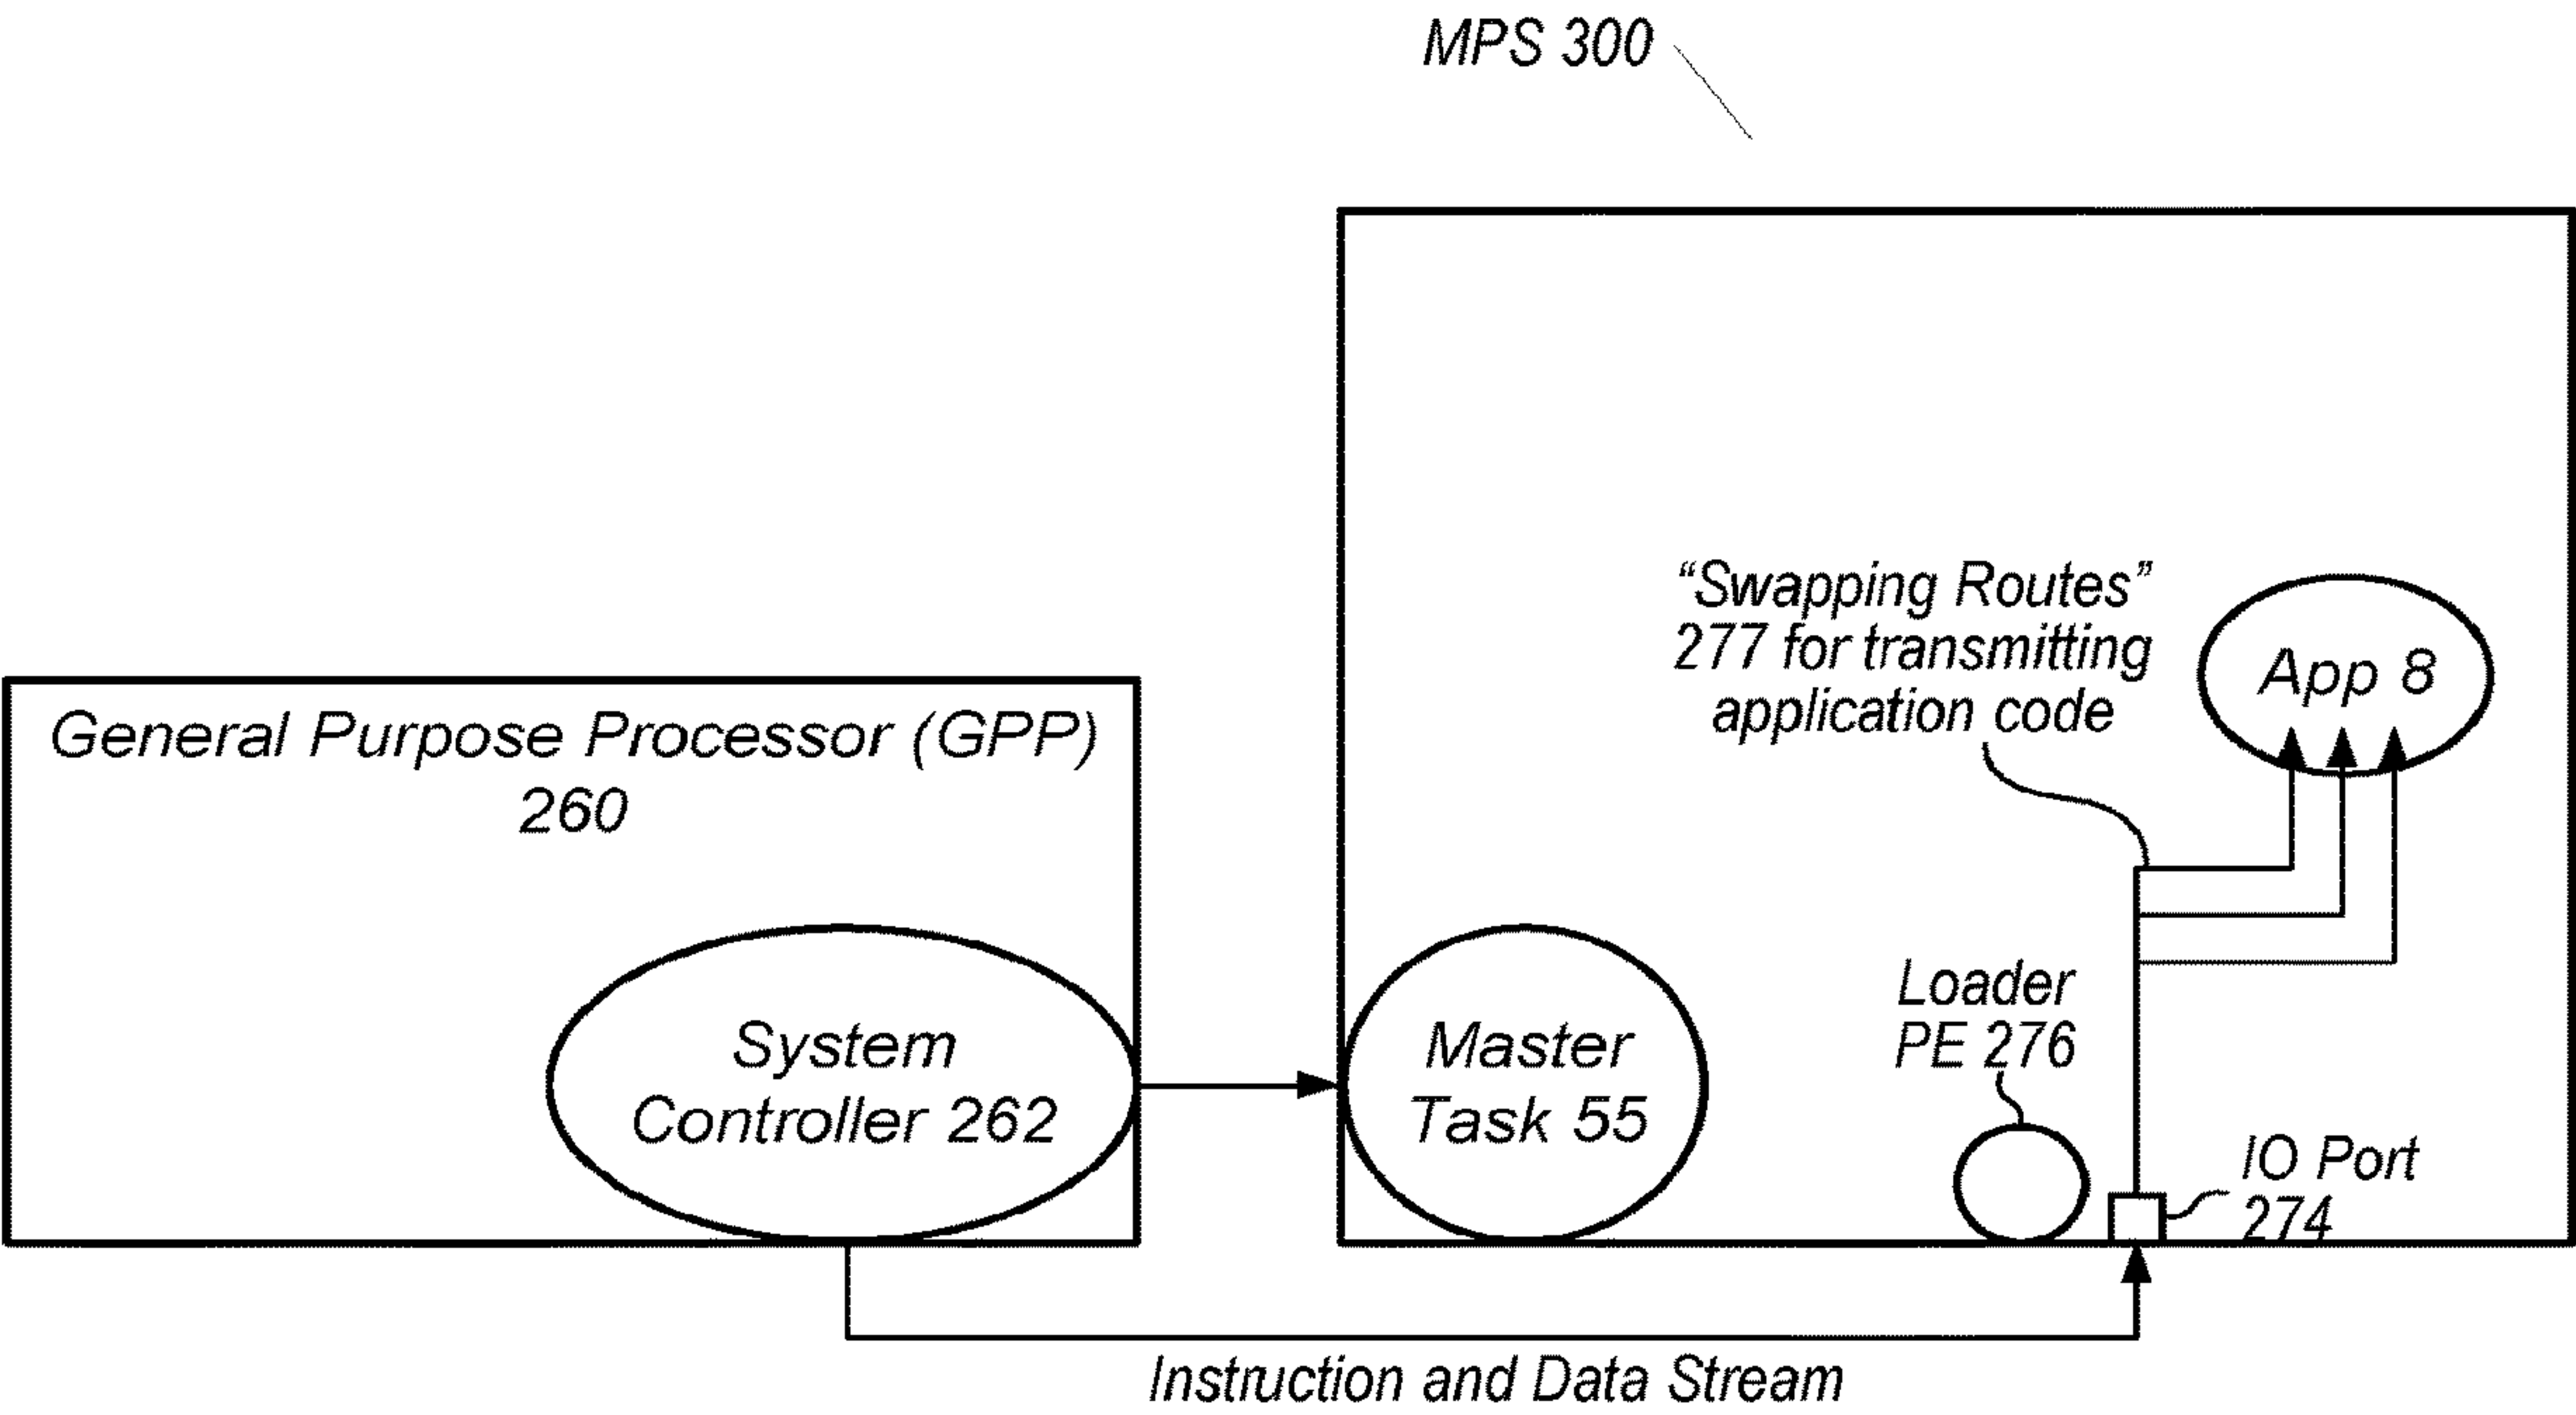 MPS 300
"Swapping Routes"
277 for transmitting
application code
App 8
General Purpose Processor (GPP)
260
System
Controller 262
Master
Task 55
Loader
PE 276
IO Port
274
Instruction and Data Stream